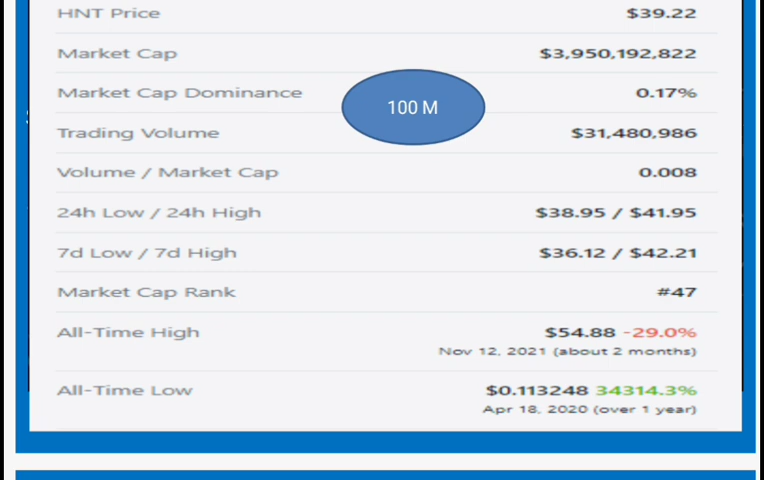 HNT Price $39.22
Market Cap $3,950,192,822
Market Cap Dominance 0.17%
100 M
Trading Volume $31,480,986
Volume / Market Cap 0.008
24h Low / 24h High $38.95 / $41.95
7d Low / 7d High $36.12 / $42.21
Market Cap Rank #47
All-Time High $54.88 -29.0%
Nov 12, 2021 (about 2 months)
All-Time Low $0.113248 34314.3%
Apr 18, 2020 (over 1 year)